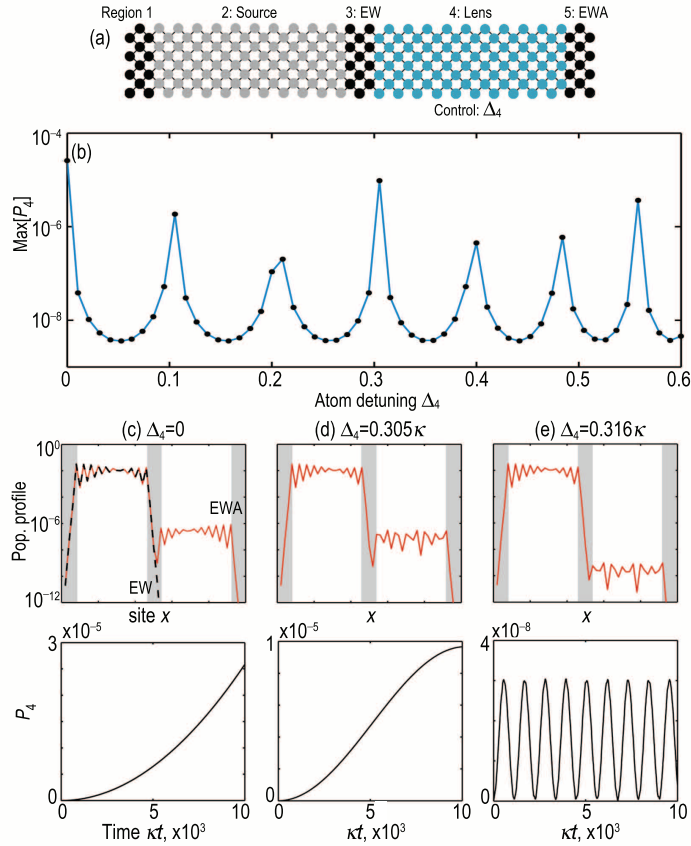 Region 1 2: Source 3: EW 4: Lens 5: EWA
(a)
Control: Δ4
(b)
Max[P4]
10−4
10−6
10−8
0 0.1 0.2 0.3 0.4 0.5 0.6
Atom detuning Δ4
(c) Δ4=0 (d) Δ4=0.305κ (e) Δ4=0.316κ
Pop. profile
10^0
10−6
10−12
EWA
EW
site x x x
x10−5 x10−5 x10−8
3 1 4
P4
0 0 0
0 5 10 0 5 10 0 5 10
Time κt, x10^3 κt, x10^3 κt, x10^3